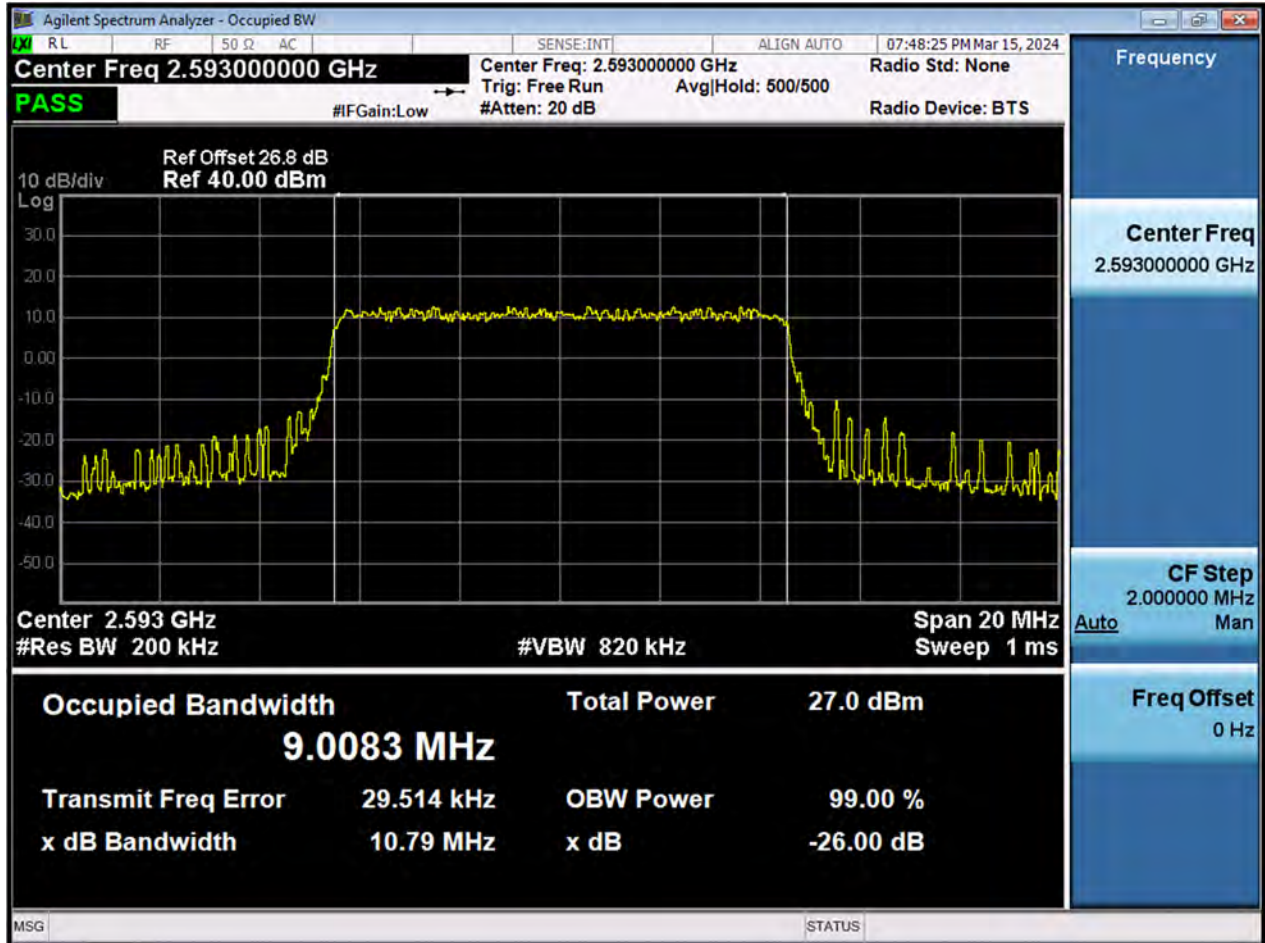 Agilent Spectrum Analyzer - Occupied BW
LXI RL RF 50 Ω AC SENSE:INT ALIGN AUTO 07:48:25 PM Mar 15, 2024
Center Freq 2.593000000 GHz
Center Freq: 2.593000000 GHz Radio Std: None
Trig: Free Run Avg|Hold: 500/500
PASS
#IFGain:Low #Atten: 20 dB Radio Device: BTS
Ref Offset 26.8 dB
10 dB/div Ref 40.00 dBm
Log
30.0
20.0
10.0
0.00
-10.0
-20.0
-30.0
-40.0
-50.0
Center 2.593 GHz Span 20 MHz
#Res BW 200 kHz #VBW 820 kHz Sweep 1 ms
Occupied Bandwidth Total Power 27.0 dBm
9.0083 MHz
Transmit Freq Error 29.514 kHz OBW Power 99.00 %
x dB Bandwidth 10.79 MHz x dB -26.00 dB
MSG STATUS
Frequency
Center Freq
2.593000000 GHz
CF Step
2.000000 MHz
Auto Man
Freq Offset
0 Hz